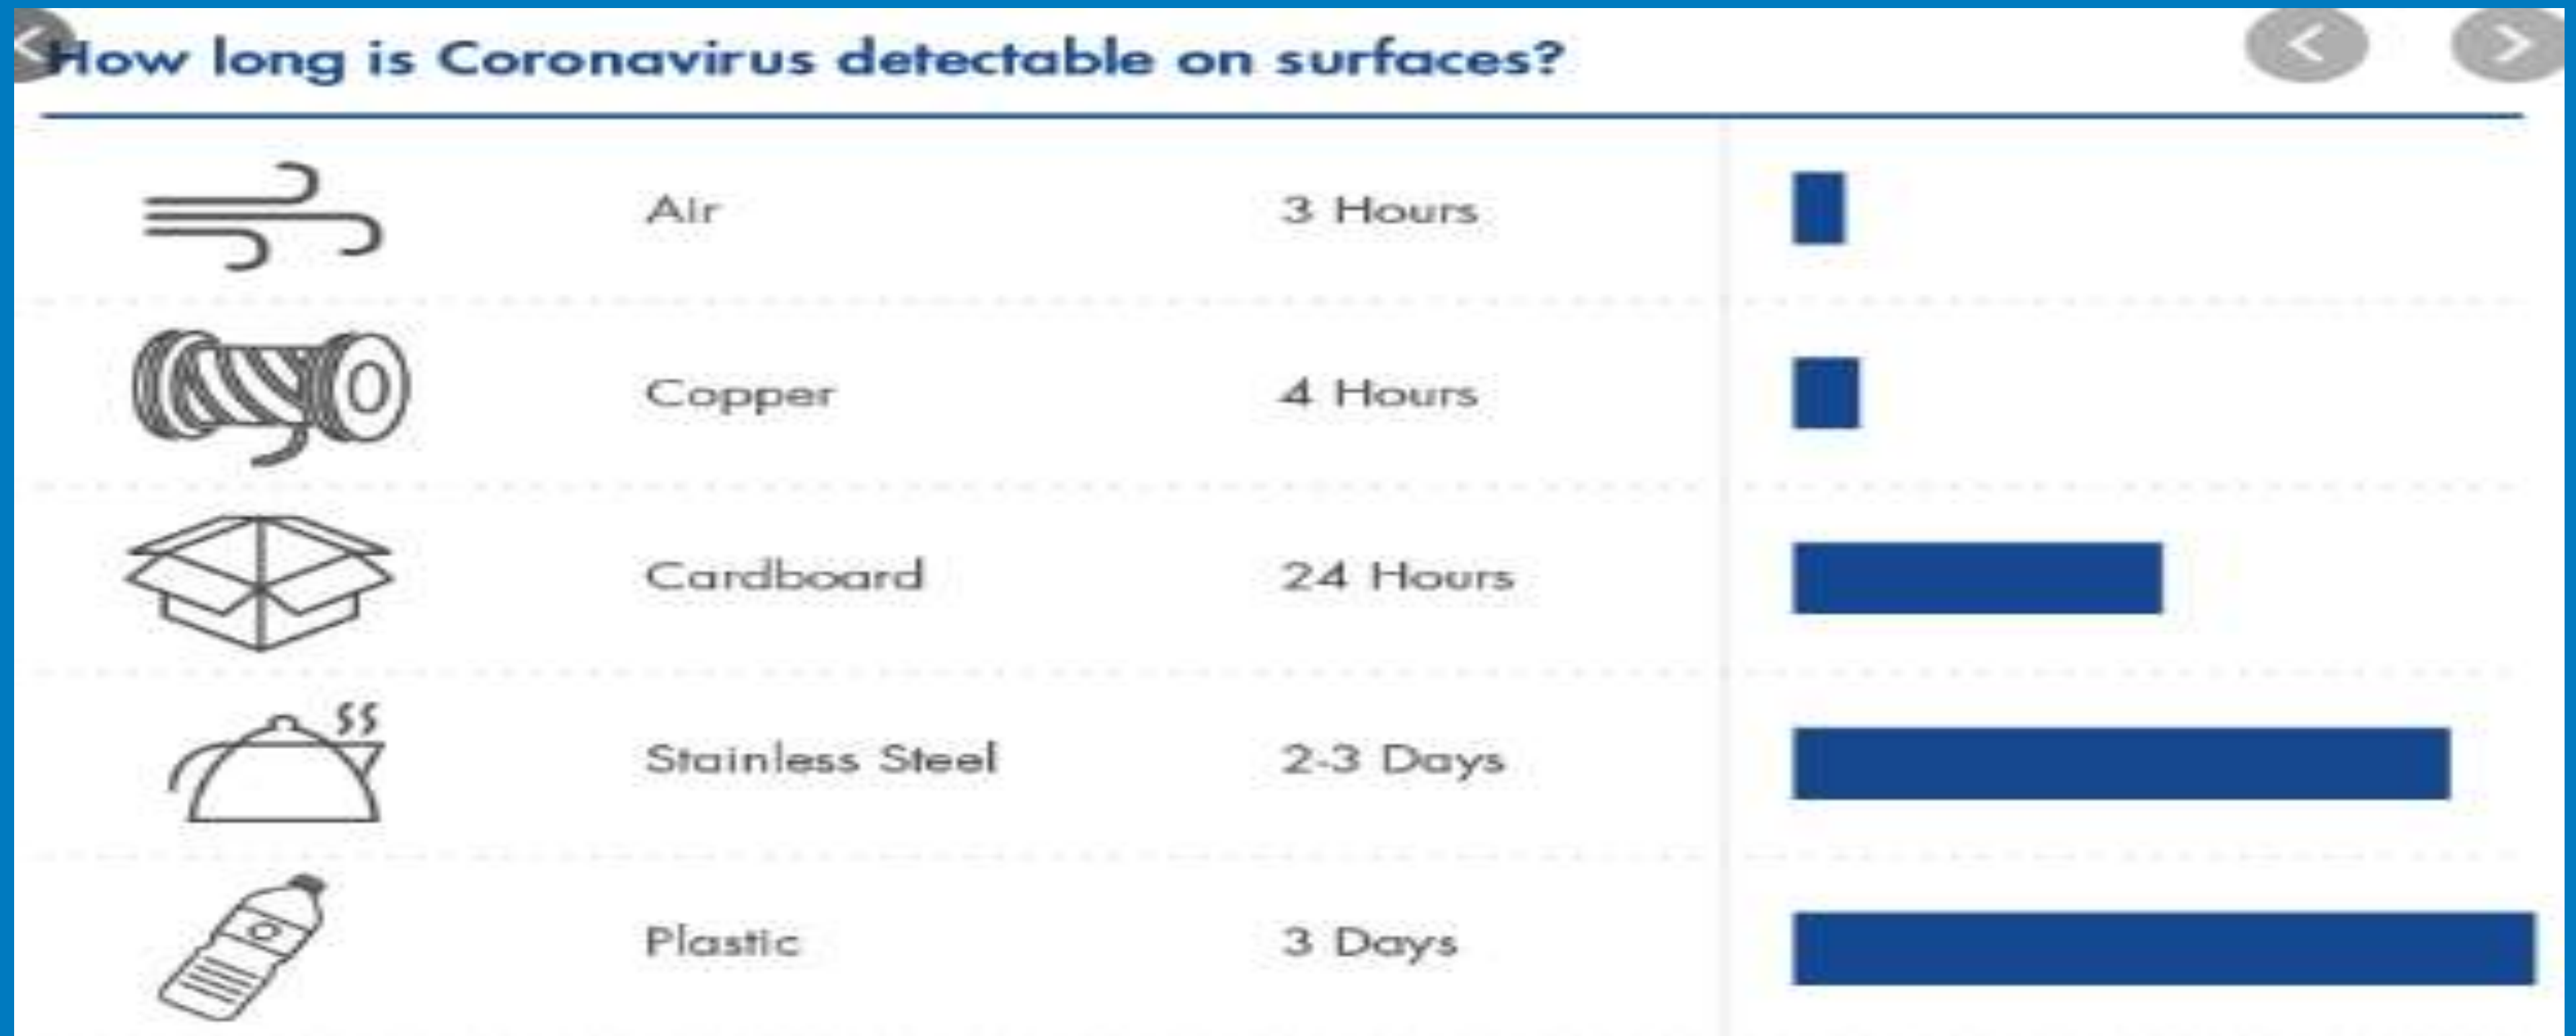 How long is Coronavirus detectable on surfaces?
Air 3 Hours
Copper 4 Hours
Cardboard 24 Hours
Stainless Steel 2-3 Days
Plastic 3 Days